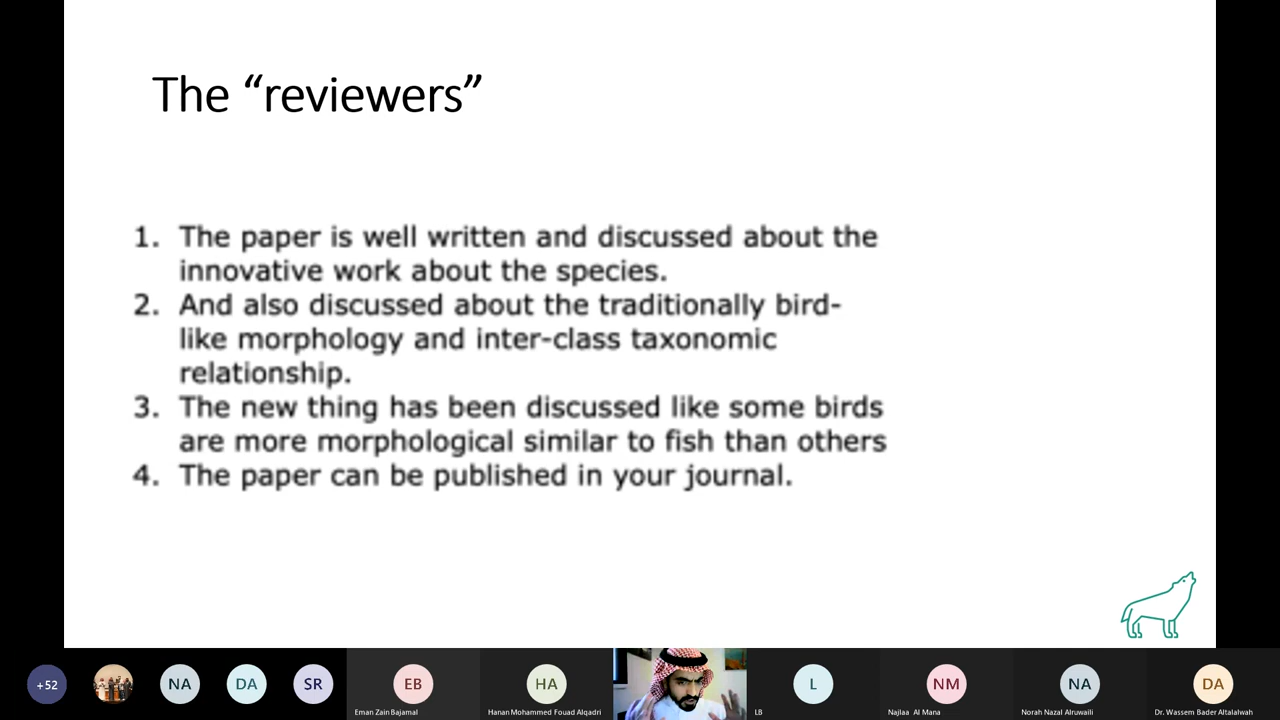 The “reviewers”
1. The paper is well written and discussed about the
innovative work about the species.
2. And also discussed about the traditionally bird-
like morphology and inter-class taxonomic
relationship.
3. The new thing has been discussed like some birds
are more morphological similar to fish than others
4. The paper can be published in your journal.
+52
NA
DA
SR
EB
HA
L
NM
NA
DA
Eman Zain Bajamal
Hanan Mohammed Fouad Alqadri
LB
Najlaa Al Mana
Norah Nazal Alruwaili
Dr. Wassem Bader Altalalwah